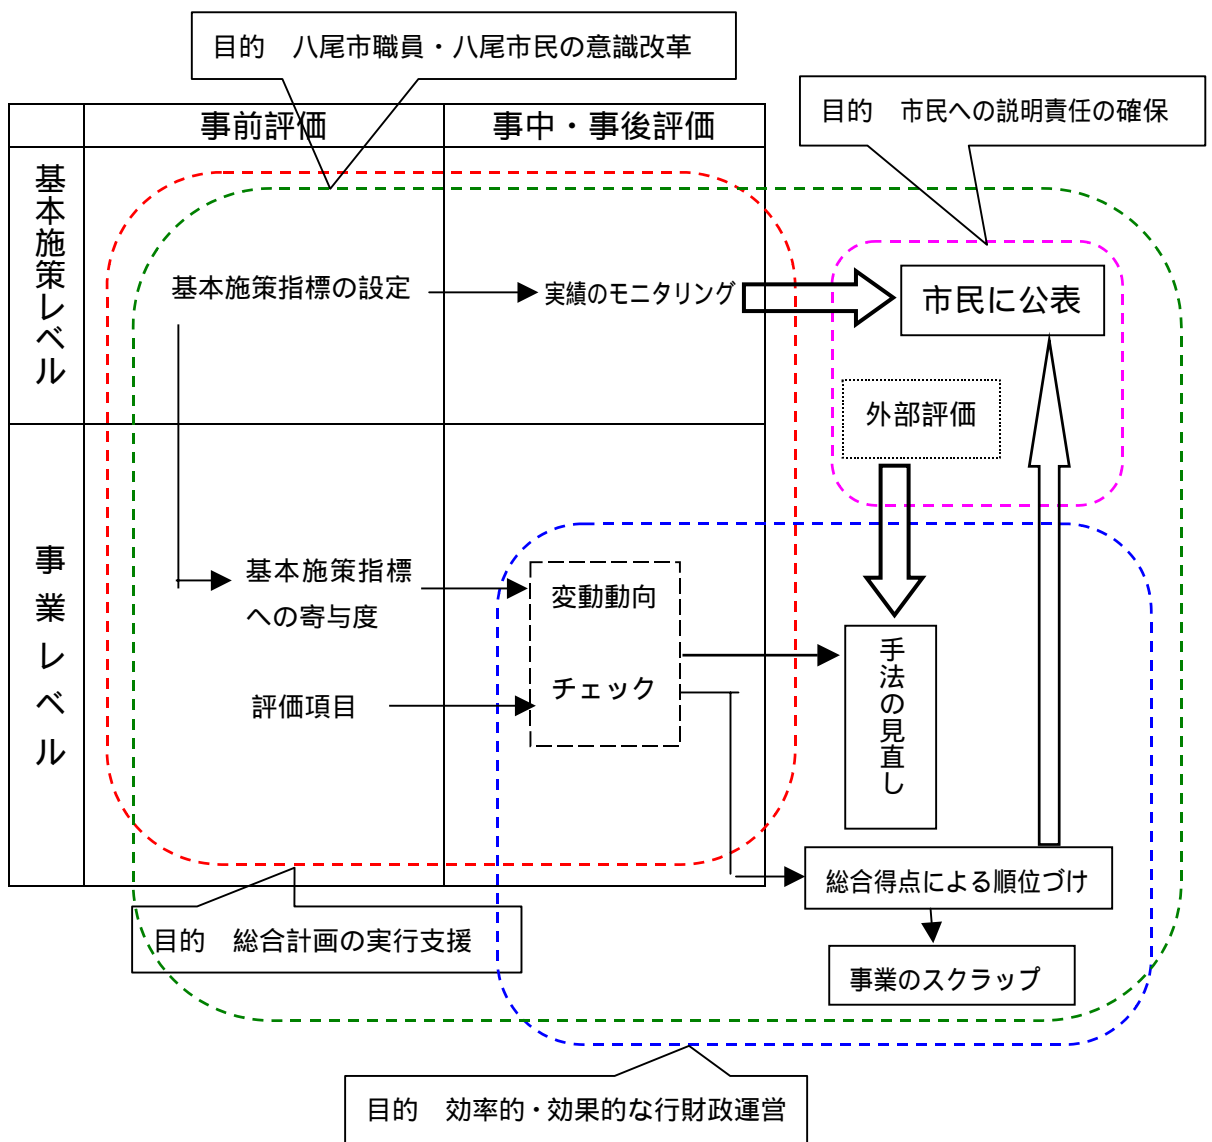 目的　八尾市職員・八尾市民の意識改革
目的　市民への説明責任の確保
事前評価
事中・事後評価
基本施策レベル
基本施策指標の設定
実績のモニタリング
市民に公表
外部評価
事業レベル
基本施策指標
への寄与度
評価項目
変動動向
チェック
手法の見直し
総合得点による順位づけ
事業のスクラップ
目的　総合計画の実行支援
目的　効率的・効果的な行財政運営